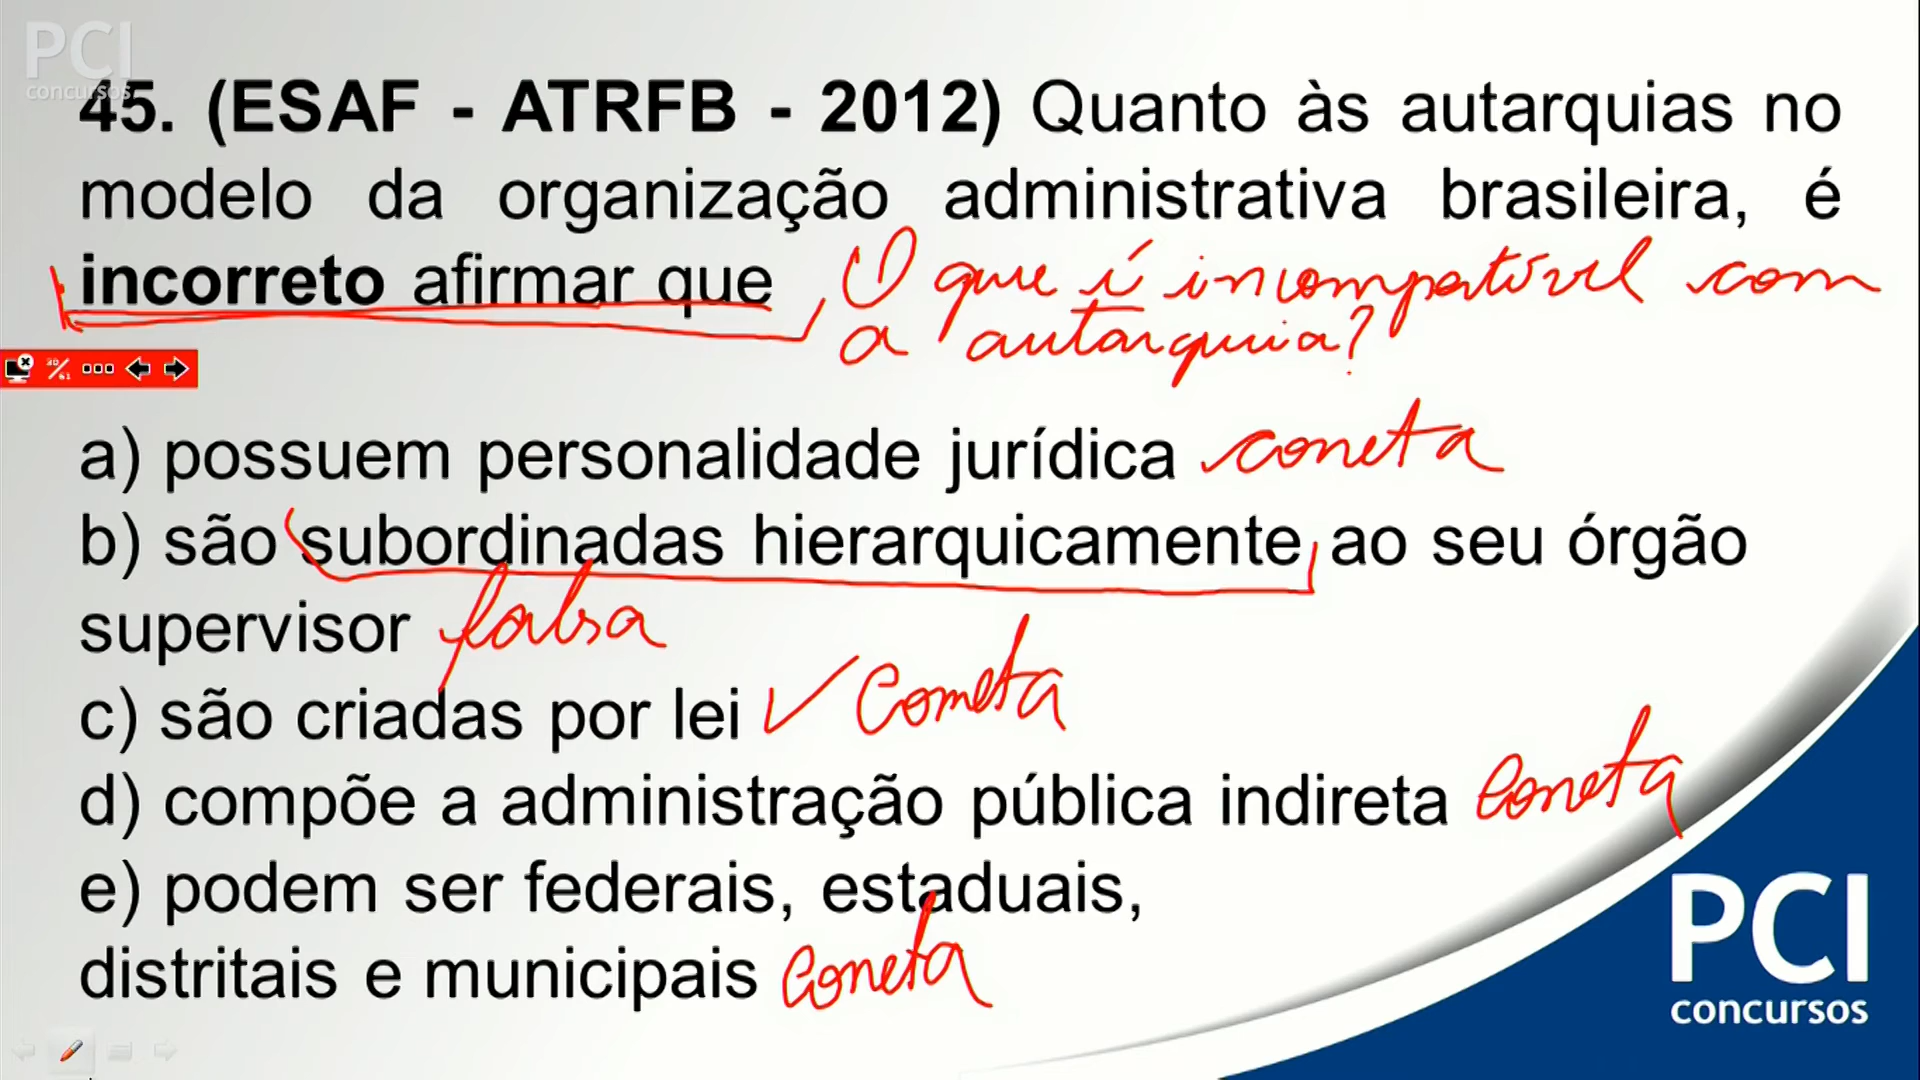 PCI
concursos
45. (ESAF - ATRFB - 2012) Quanto às autarquias no
modelo da organização administrativa brasileira, é
incorreto afirmar que O que é incompatível com
a autarquia?
30/61
a) possuem personalidade jurídica correta
b) são subordinadas hierarquicamente ao seu órgão
supervisor falsa
c) são criadas por lei correta
d) compõe a administração pública indireta correta
e) podem ser federais, estaduais,
distritais e municipais correta
PCI
concursos